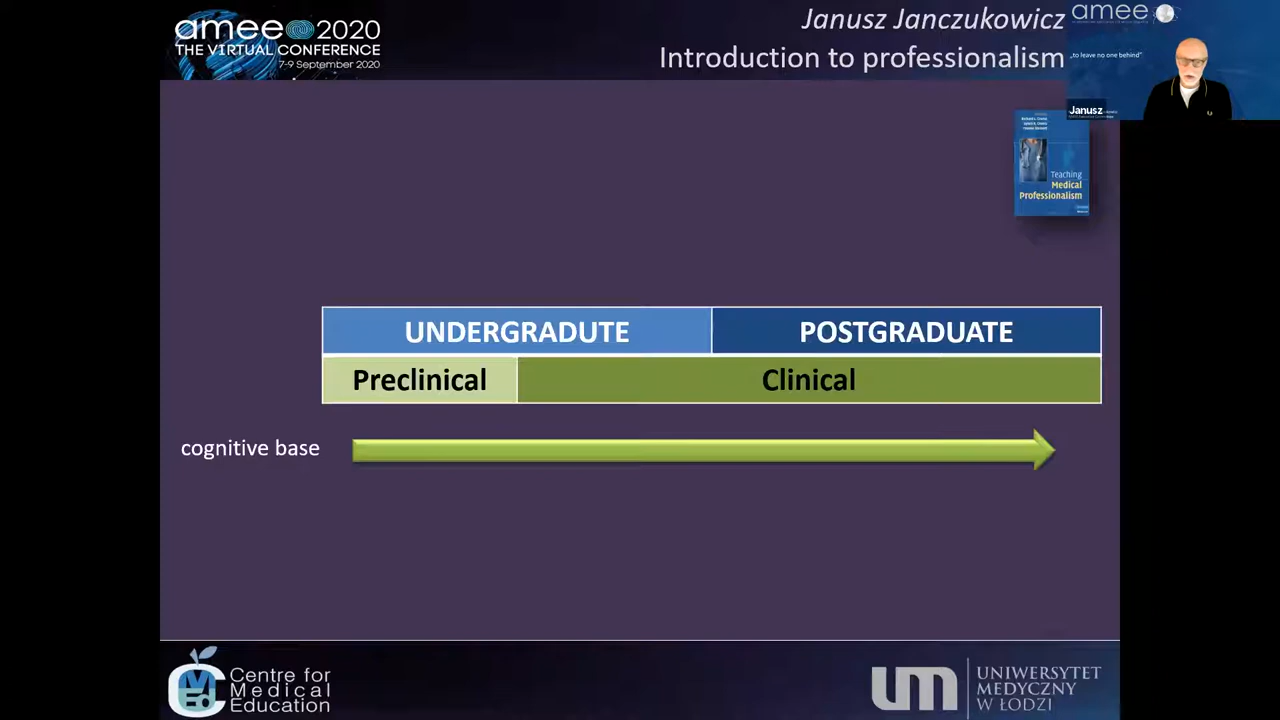 amee 2020
THE VIRTUAL CONFERENCE
7-9 September 2020
Janusz Janczukowicz
Introduction to professionalism
amee
„to leave no one behind"
Janusz
Teaching
Medical
Professionalism
UNDERGRADUTE POSTGRADUATE
Preclinical Clinical
cognitive base
Centre for
Medical
Education
um
UNIWERSYTET
MEDYCZNY
W ŁODZI